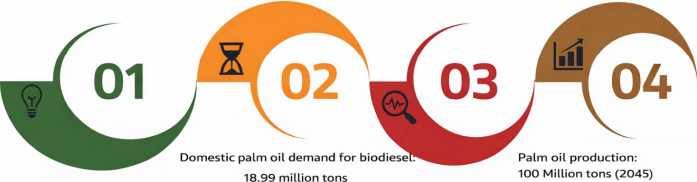 01
02
03
04
Domestic palm oil demand for biodiesel:
18.99 million tons
Palm oil production:
100 Million tons (2045)